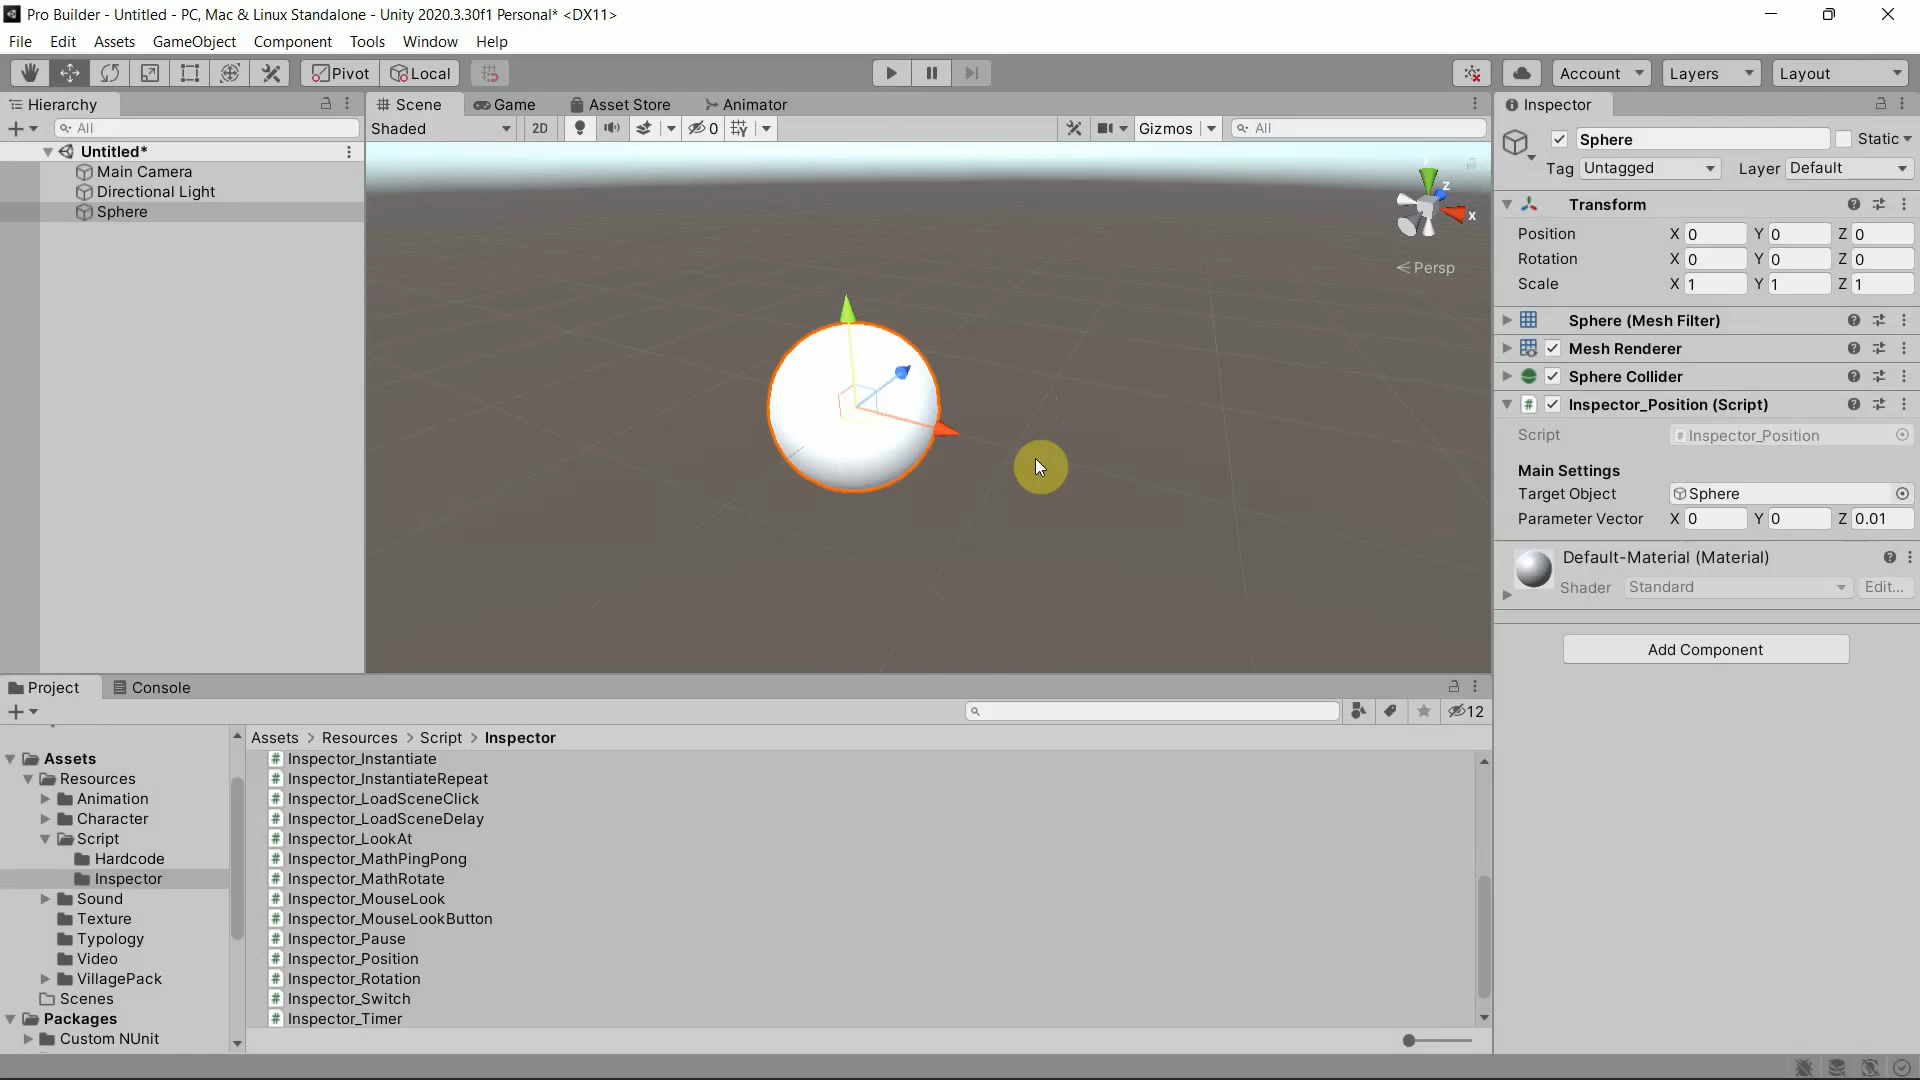 Pro Builder - Untitled - PC, Mac & Linux Standalone - Unity 2020.3.30f1 Personal* <DX11>
File Edit Assets GameObject Component Tools Window Help
Pivot Local Account Layers Layout
Hierarchy
All
Untitled*
Main Camera
Directional Light
Sphere
Scene Game Asset Store Animator
Shaded 2D 0 Gizmos All
z
x
Persp
Inspector
Sphere Static
Tag Untagged Layer Default
Transform
Position X 0 Y 0 Z 0
Rotation X 0 Y 0 Z 0
Scale X 1 Y 1 Z 1
Sphere (Mesh Filter)
Mesh Renderer
Sphere Collider
# Inspector_Position (Script)
Script # Inspector_Position
Main Settings
Target Object Sphere
Parameter Vector X 0 Y 0 Z 0.01
Default-Material (Material)
Shader Standard Edit...
Add Component
Project Console
12
Assets
Resources
Animation
Character
Script
Hardcode
Inspector
Sound
Texture
Typology
Video
VillagePack
Scenes
Packages
Custom NUnit
Assets > Resources > Script > Inspector
# Inspector_Instantiate
# Inspector_InstantiateRepeat
# Inspector_LoadSceneClick
# Inspector_LoadSceneDelay
# Inspector_LookAt
# Inspector_MathPingPong
# Inspector_MathRotate
# Inspector_MouseLook
# Inspector_MouseLookButton
# Inspector_Pause
# Inspector_Position
# Inspector_Rotation
# Inspector_Switch
# Inspector_Timer